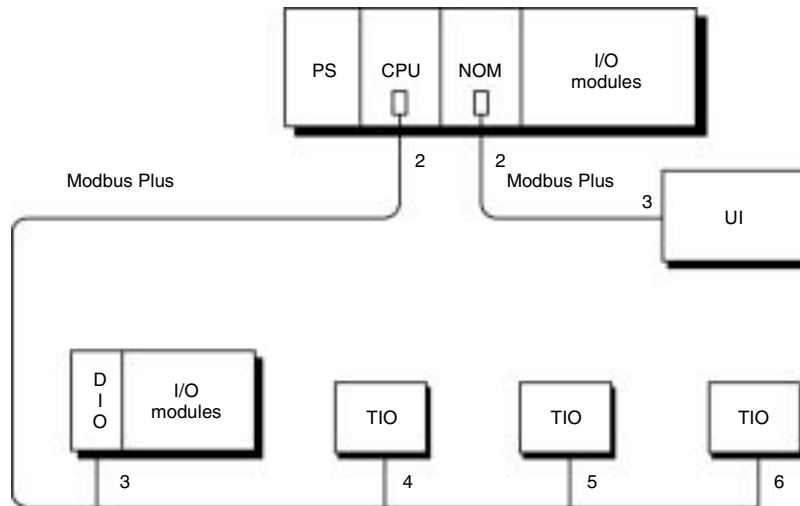 PS
CPU
NOM
I/O
modules
2
2
Modbus Plus
Modbus Plus
3
UI
D
I
O
I/O
modules
TIO
TIO
TIO
3
4
5
6